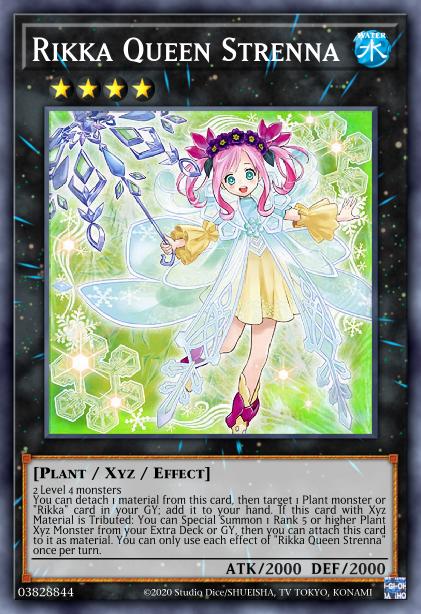 Rikka Queen Strenna
WATER
水
[Plant / Xyz / Effect]
2 Level 4 monsters
You can detach 1 material from this card, then target 1 Plant monster or
"Rikka" card in your GY; add it to your hand. If this card with Xyz
Material is Tributed: You can Special Summon 1 Rank 5 or higher Plant
Xyz Monster from your Extra Deck or GY, then you can attach this card
to it as material. You can only use each effect of "Rikka Queen Strenna"
once per turn.
ATK/2000 DEF/2000
03828844
©2020 Studio Dice/SHUEISHA, TV TOKYO, KONAMI